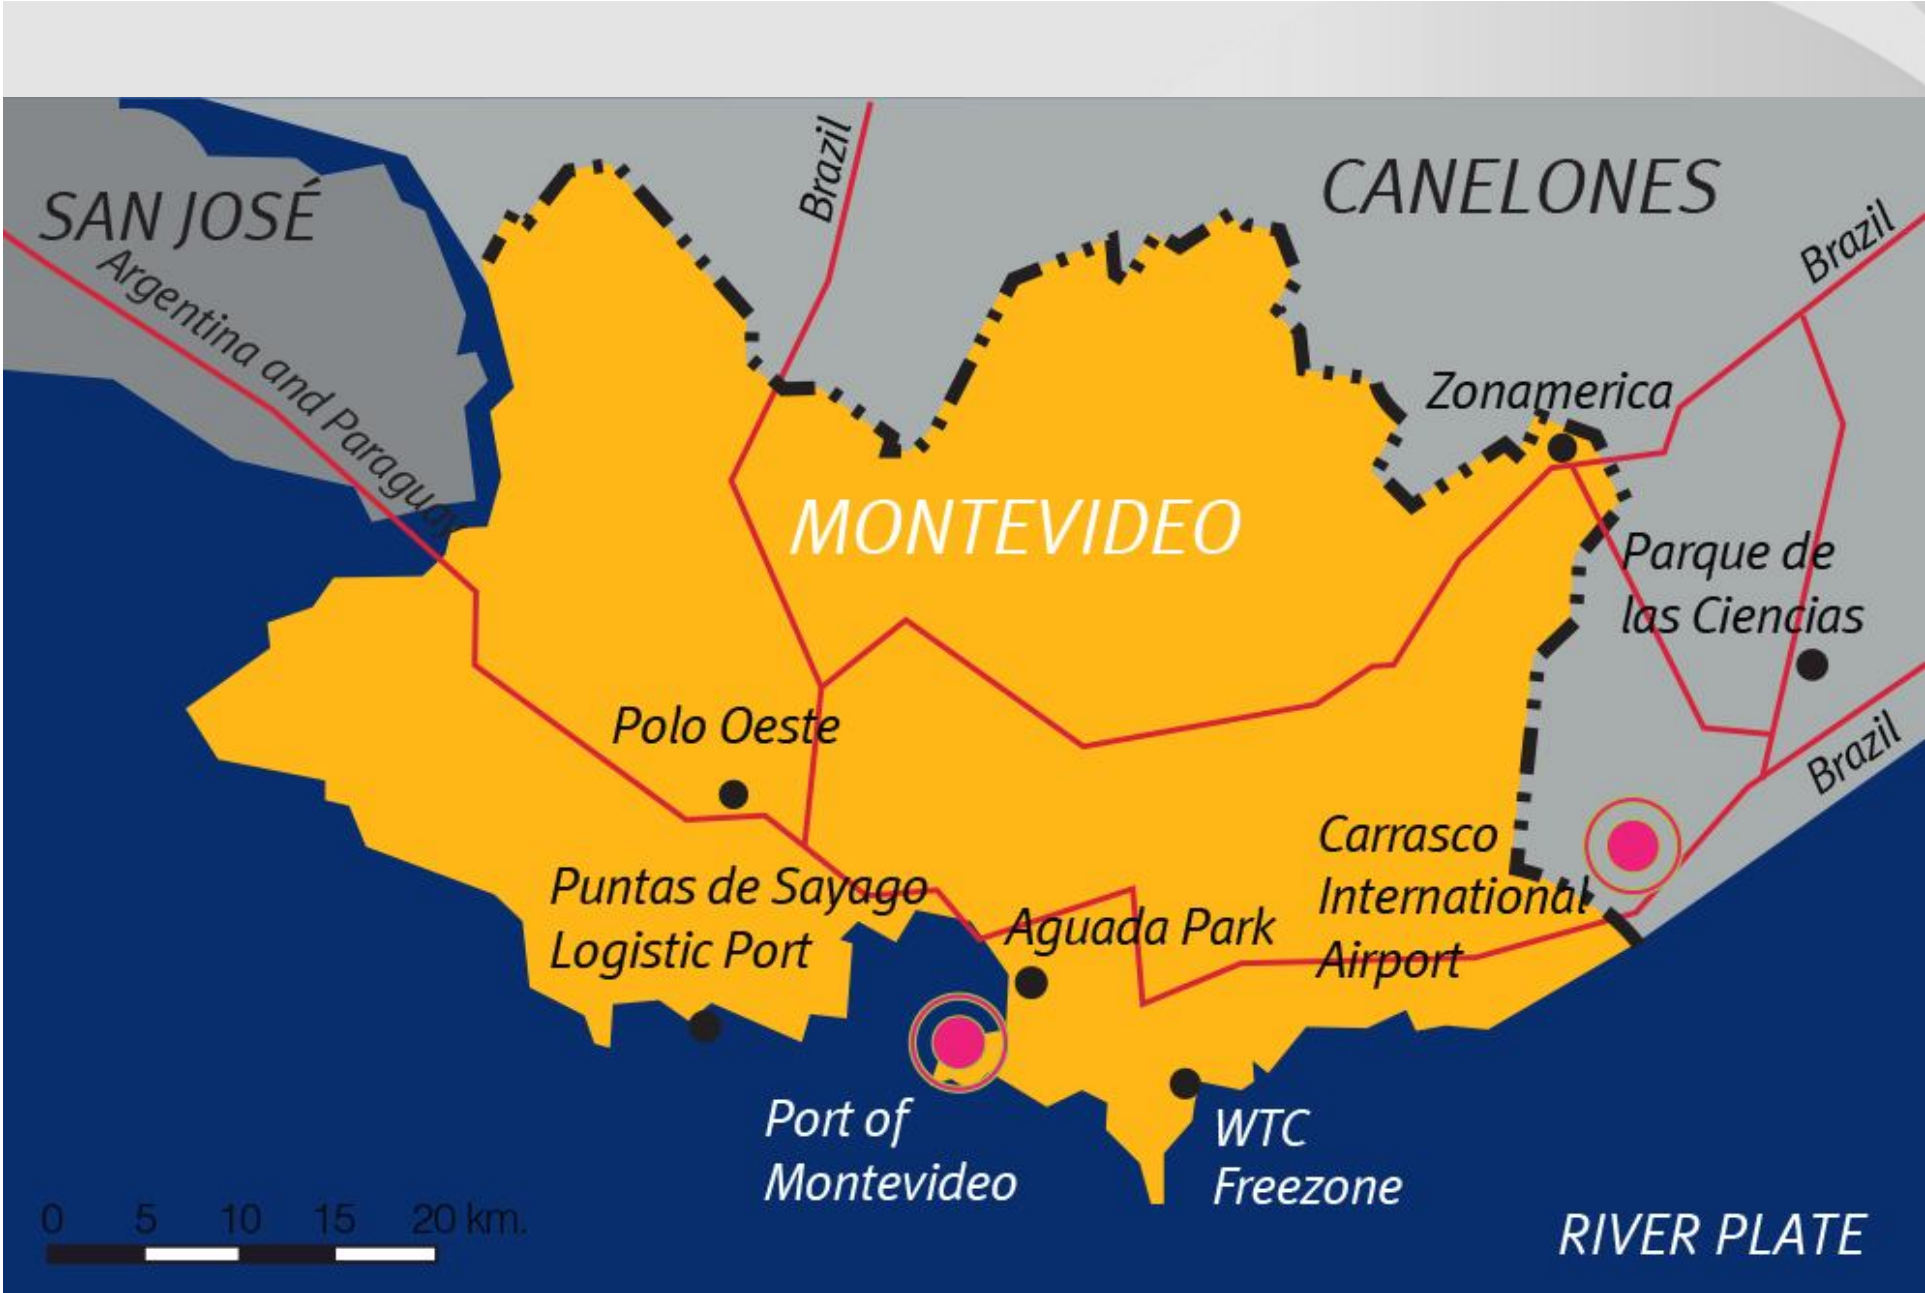 Brazil
CANELONES
SAN JOSÉ
Brazil
Argentina and Paraguay
Zonamerica
MONTEVIDEO
Parque de
las Ciencias
Polo Oeste
Brazil
Carrasco
International
Airport
Puntas de Sayago
Logistic Port
Aguada Park
Port of
Montevideo
WTC
Freezone
0 5 10 15 20 km.
RIVER PLATE